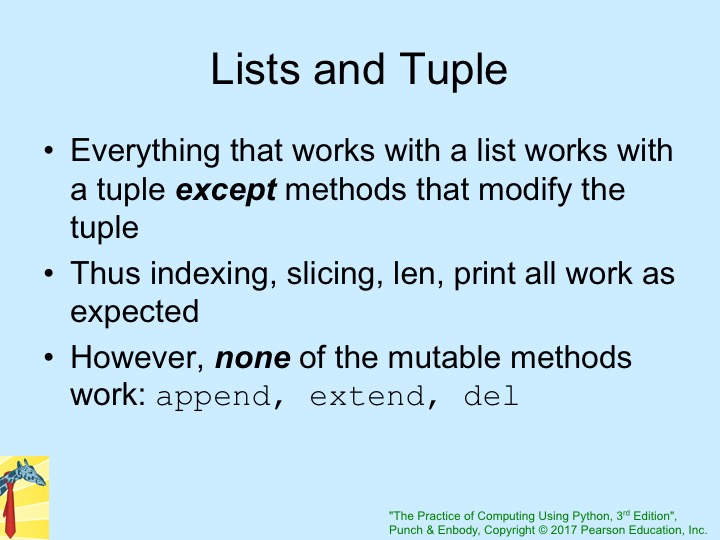 Lists and Tuple
• Everything that works with a list works with
a tuple except methods that modify the
tuple
• Thus indexing, slicing, len, print all work as
expected
• However, none of the mutable methods
work: append, extend, del
"The Practice of Computing Using Python, 3rd Edition",
Punch & Enbody, Copyright © 2017 Pearson Education, Inc.